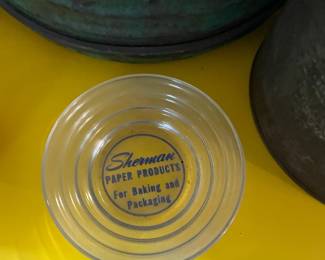 Sherman
PAPER PRODUCTS
For Baking and
Packaging